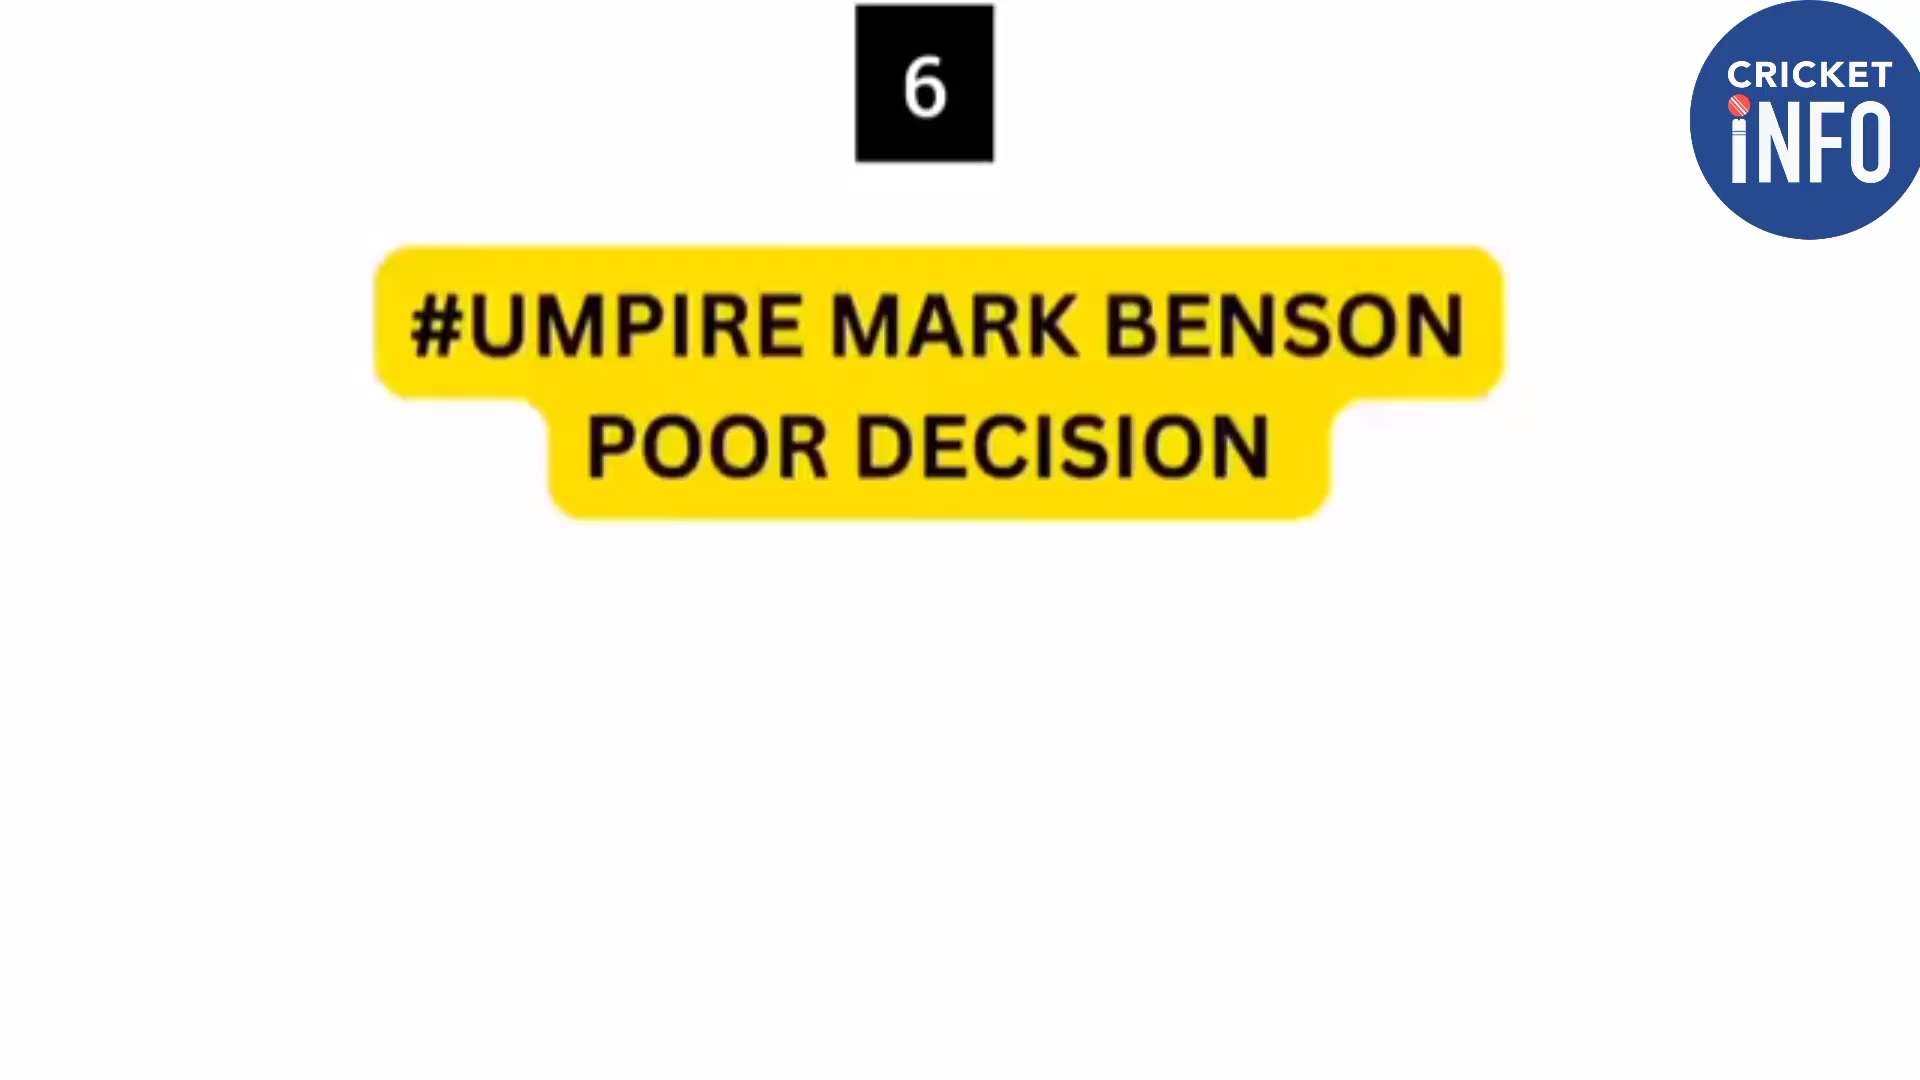 6
CRICKET
iNFO
#UMPIRE MARK BENSON
POOR DECISION